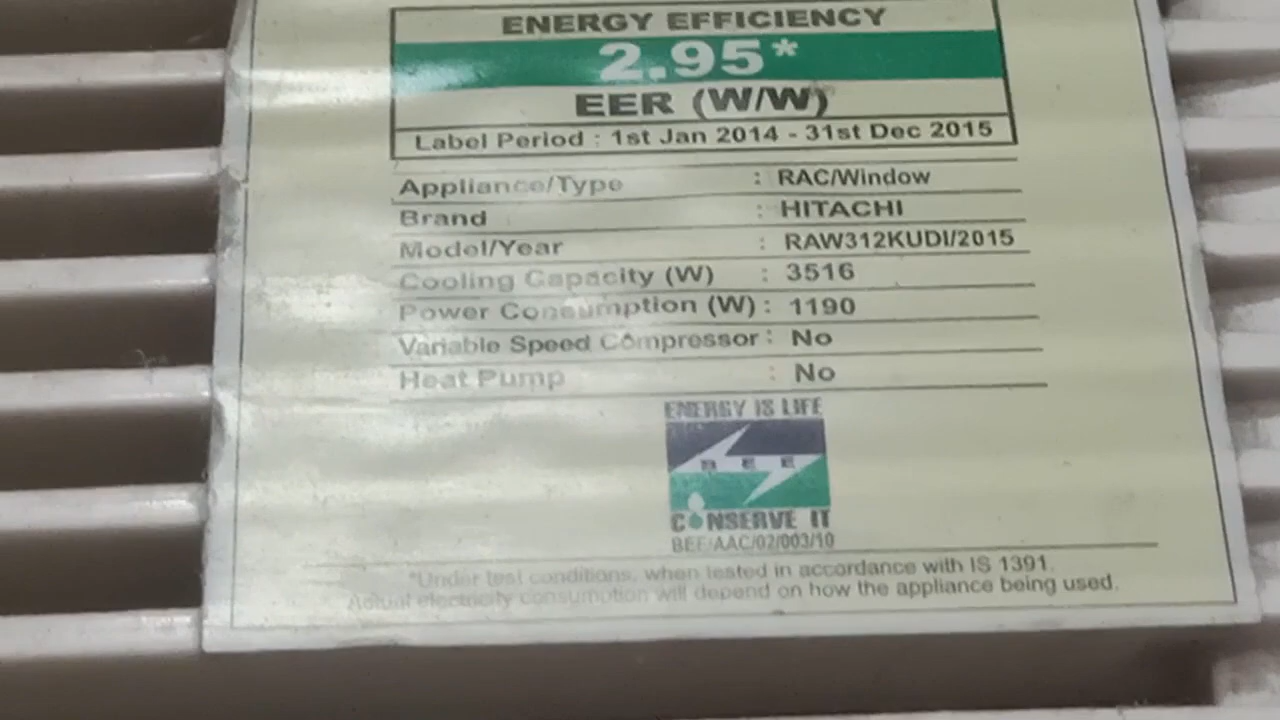 ENERGY EFFICIENCY
2.95*
EER (W/W)
Label Period : 1st Jan 2014 - 31st Dec 2015
Appliance/Type : RAC/Window
Brand : HITACHI
Model/Year : RAW312KUDI/2015
Cooling Capacity (W) : 3516
Power Consumption (W) : 1190
Variable Speed Compressor : No
Heat Pump : No
ENERGY IS LIFE
BEE
CONSERVE IT
BEE/AAC/02/003/10
*Under test conditions, when tested in accordance with IS 1391.
Actual electricity consumption will depend on how the appliance being used.